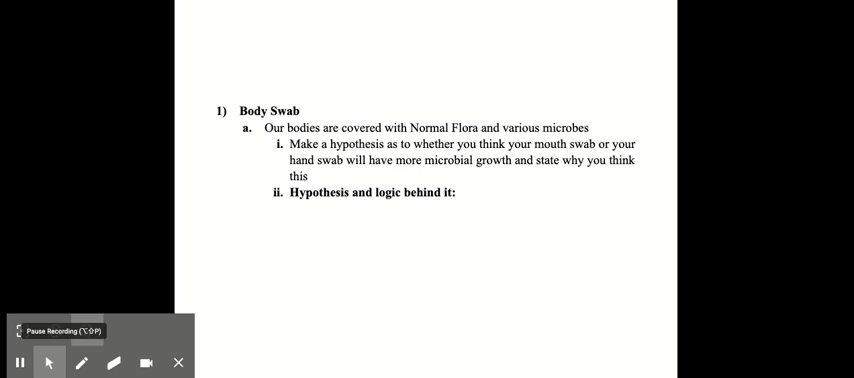 1) Body Swab
a. Our bodies are covered with Normal Flora and various microbes
i. Make a hypothesis as to whether you think your mouth swab or your
hand swab will have more microbial growth and state why you think
this
ii. Hypothesis and logic behind it:
Pause Recording (⌥⇧P)